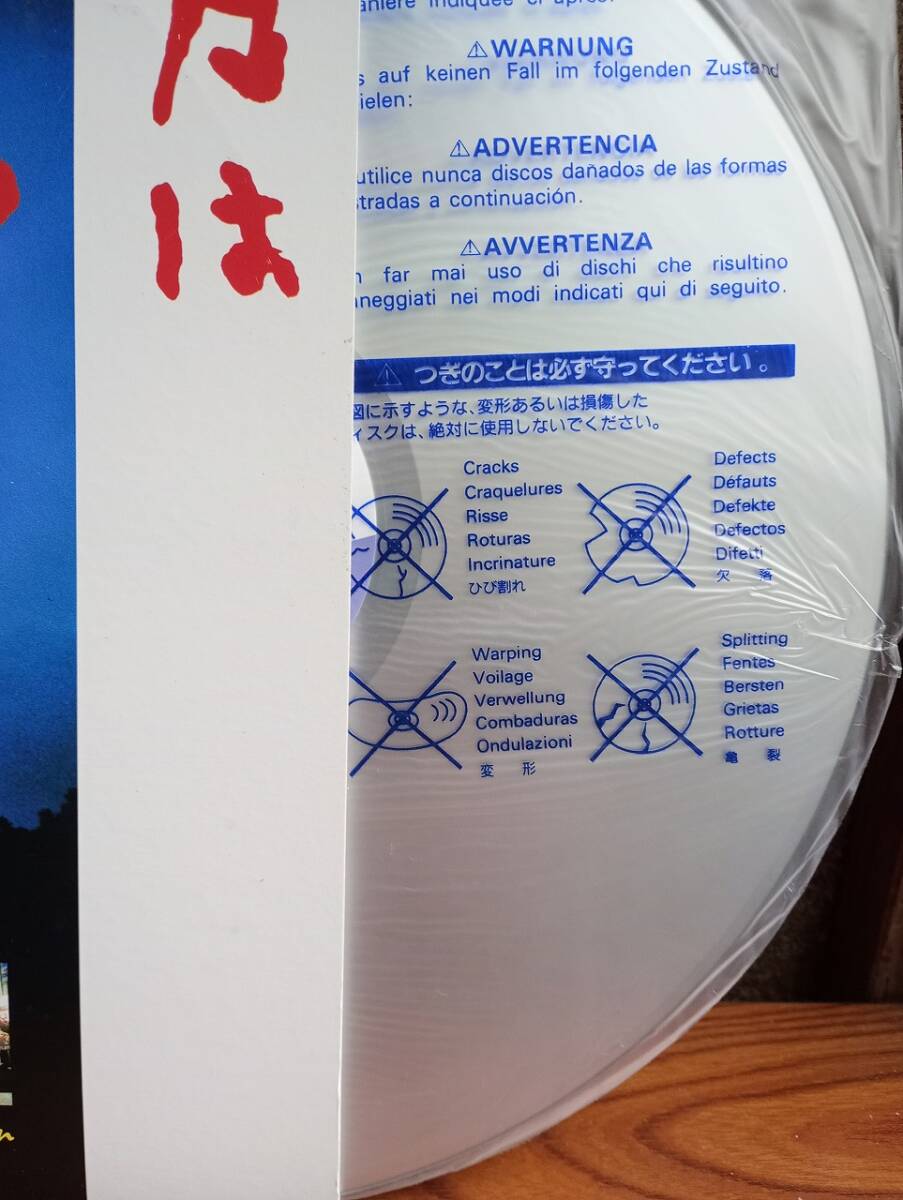 月
は
indiquée ci-après.
⚠WARNUNG
auf keinen Fall im folgenden Zustand
ielen:
⚠ADVERTENCIA
utilice nunca discos dañados de las formas
stradas a continuación.
⚠AVVERTENZA
far mai uso di dischi che risultino
nneggiati nei modi indicati qui di seguito.
⚠ つぎのことは必ず守ってください。
図に示すような、変形あるいは損傷した
ィスクは、絶対に使用しないでください。
Cracks
Craquelures
Risse
Roturas
Incrinature
ひび割れ
Defects
Défauts
Defekte
Defectos
Difetti
欠 落
Warping
Voilage
Verwellung
Combaduras
Ondulazioni
変 形
Splitting
Fentes
Bersten
Grietas
Rotture
亀 裂